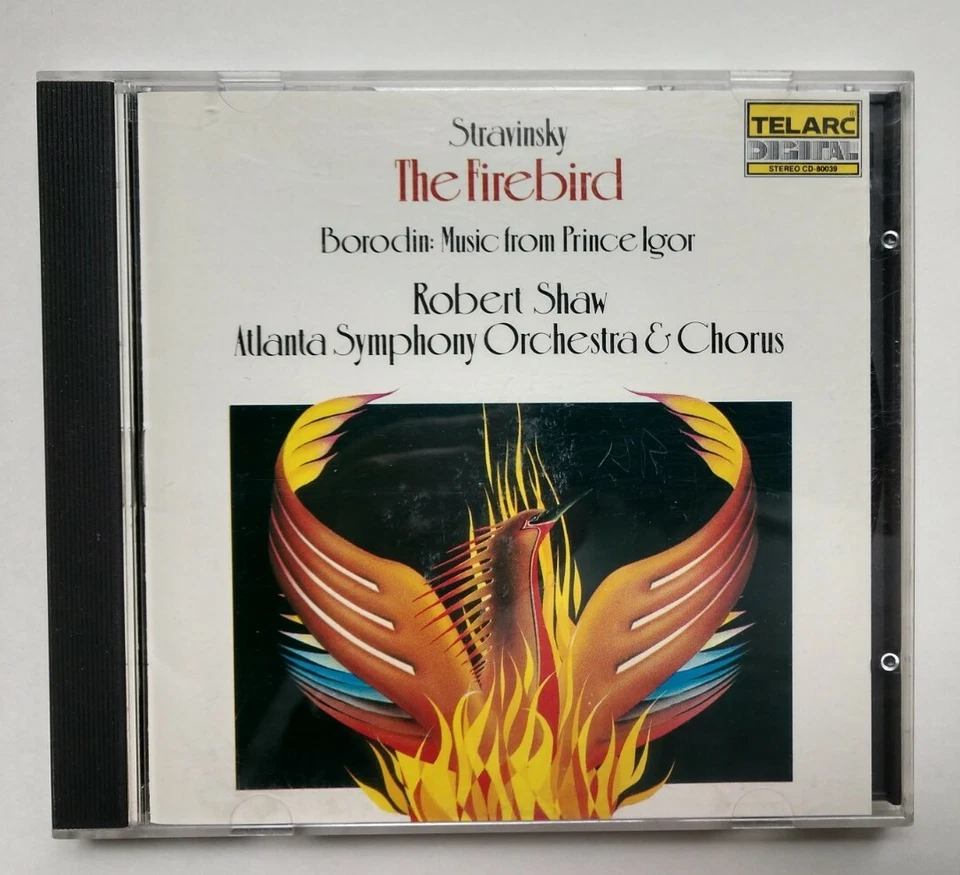 Stravinsky
The Firebird
Borodin: Music from Prince Igor
Robert Shaw
Atlanta Symphony Orchestra & Chorus
TELARC®
DIGITAL
STEREO CD-80039